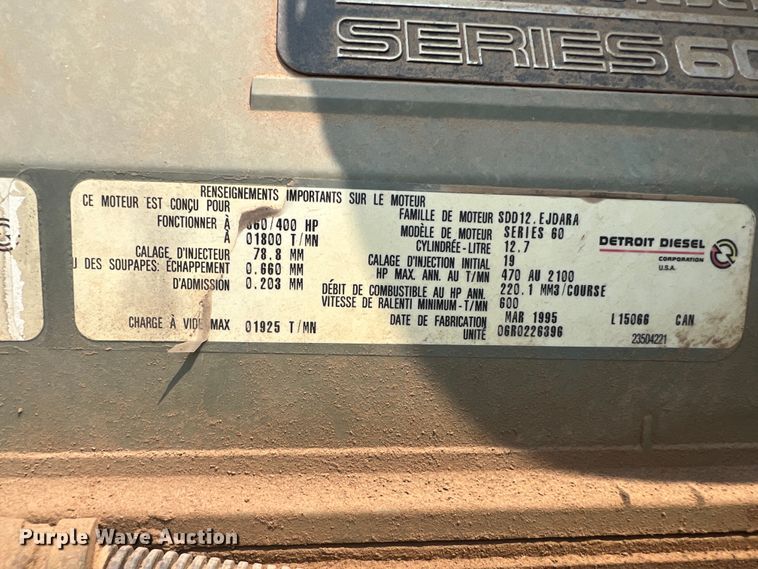 SERIES 60
RENSEIGNEMENTS IMPORTANTS SUR LE MOTEUR
CE MOTEUR EST CONÇU POUR
FONCTIONNER À 060/400 HP
À 01800 T/MN
CALAGE D'INJECTEUR 78.8 MM
U DES SOUPAPES: ÉCHAPPEMENT 0.660 MM
D'ADMISSION 0.203 MM
CHARGE À VIDE MAX 01925 T/MN
FAMILLE DE MOTEUR SDD12.EJDARA
MODÈLE DE MOTEUR SERIES 60
CYLINDRÉE-LITRE 12.7
CALAGE D'INJECTION INITIAL 19
HP MAX. ANN. AU T/MN 470 AU 2100
DÉBIT DE COMBUSTIBLE AU HP ANN. 220.1 MM3/COURSE
VITESSE DE RALENTI MINIMUM-T/MN 600
DATE DE FABRICATION MAR 1995
UNITÉ 06R0226396
DETROIT DIESEL
CORPORATION
U.S.A.
L15066 CAN
23504221
Purple Wave Auction